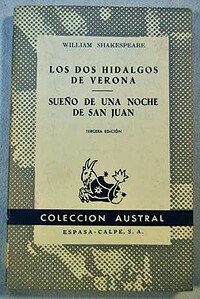 WILLIAM SHAKESPEARE
LOS DOS HIDALGOS
DE VERONA
SUEÑO DE UNA NOCHE
DE SAN JUAN
TERCERA EDICIÓN
COLECCION AUSTRAL
ESPASA-CALPE, S. A.